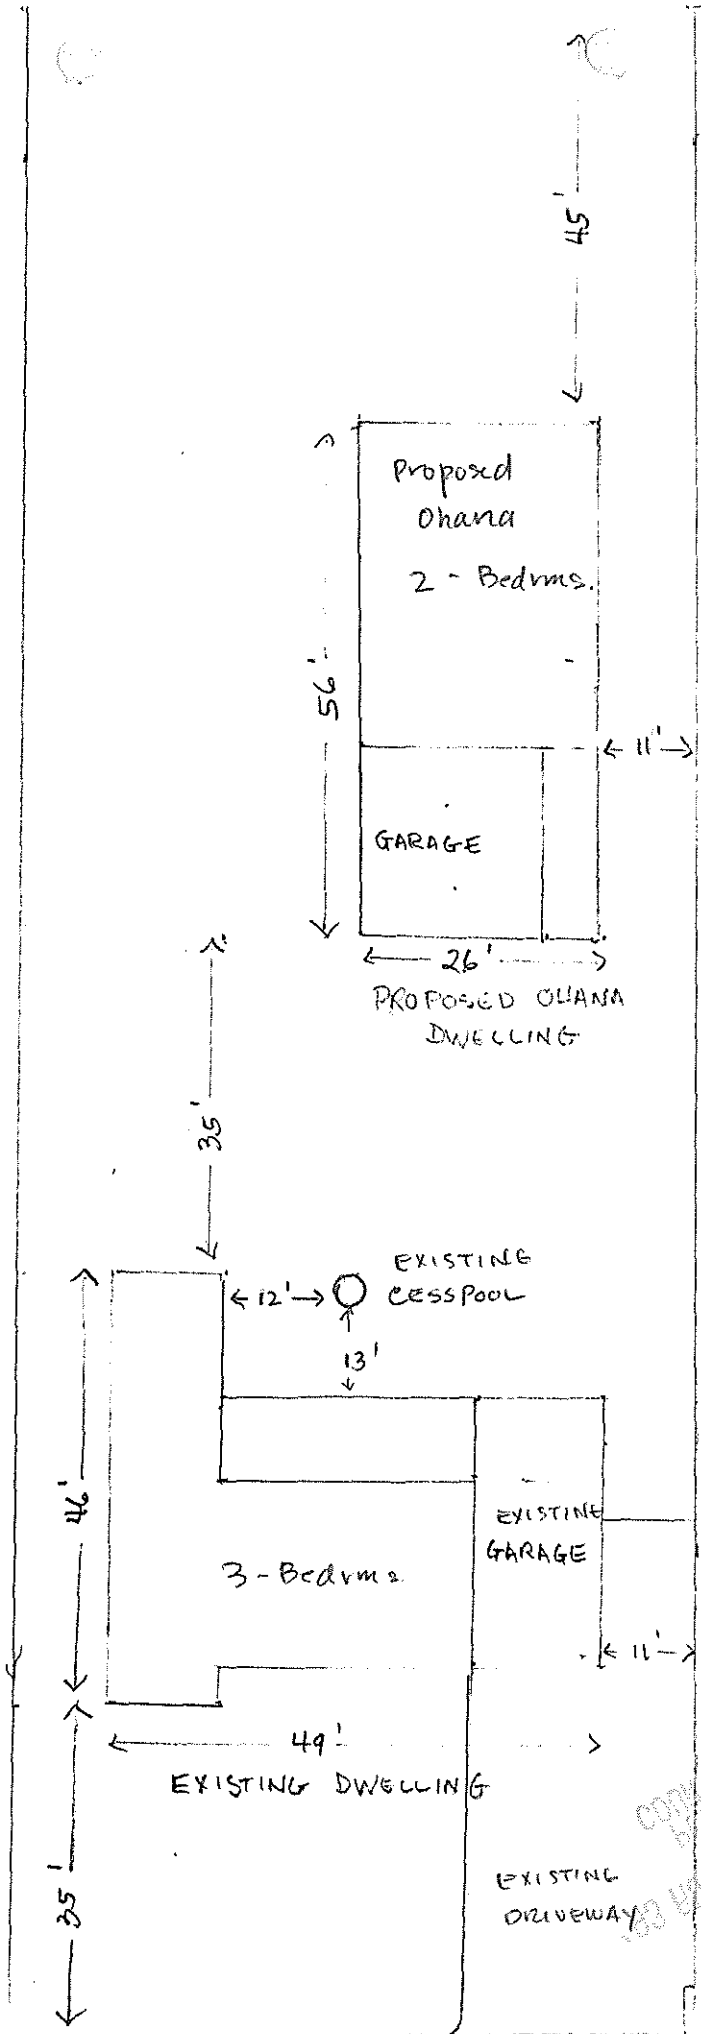 45'
Proposed
Ohana
2 - Bedrms.
56'
11'
GARAGE
26'
PROPOSED OHANA
DWELLING
35'
EXISTING
CESSPOOL
12'
13'
46'
EXISTING
GARAGE
3 - Bedrms.
11'
49'
EXISTING DWELLING
35'
EXISTING
DRIVEWAY